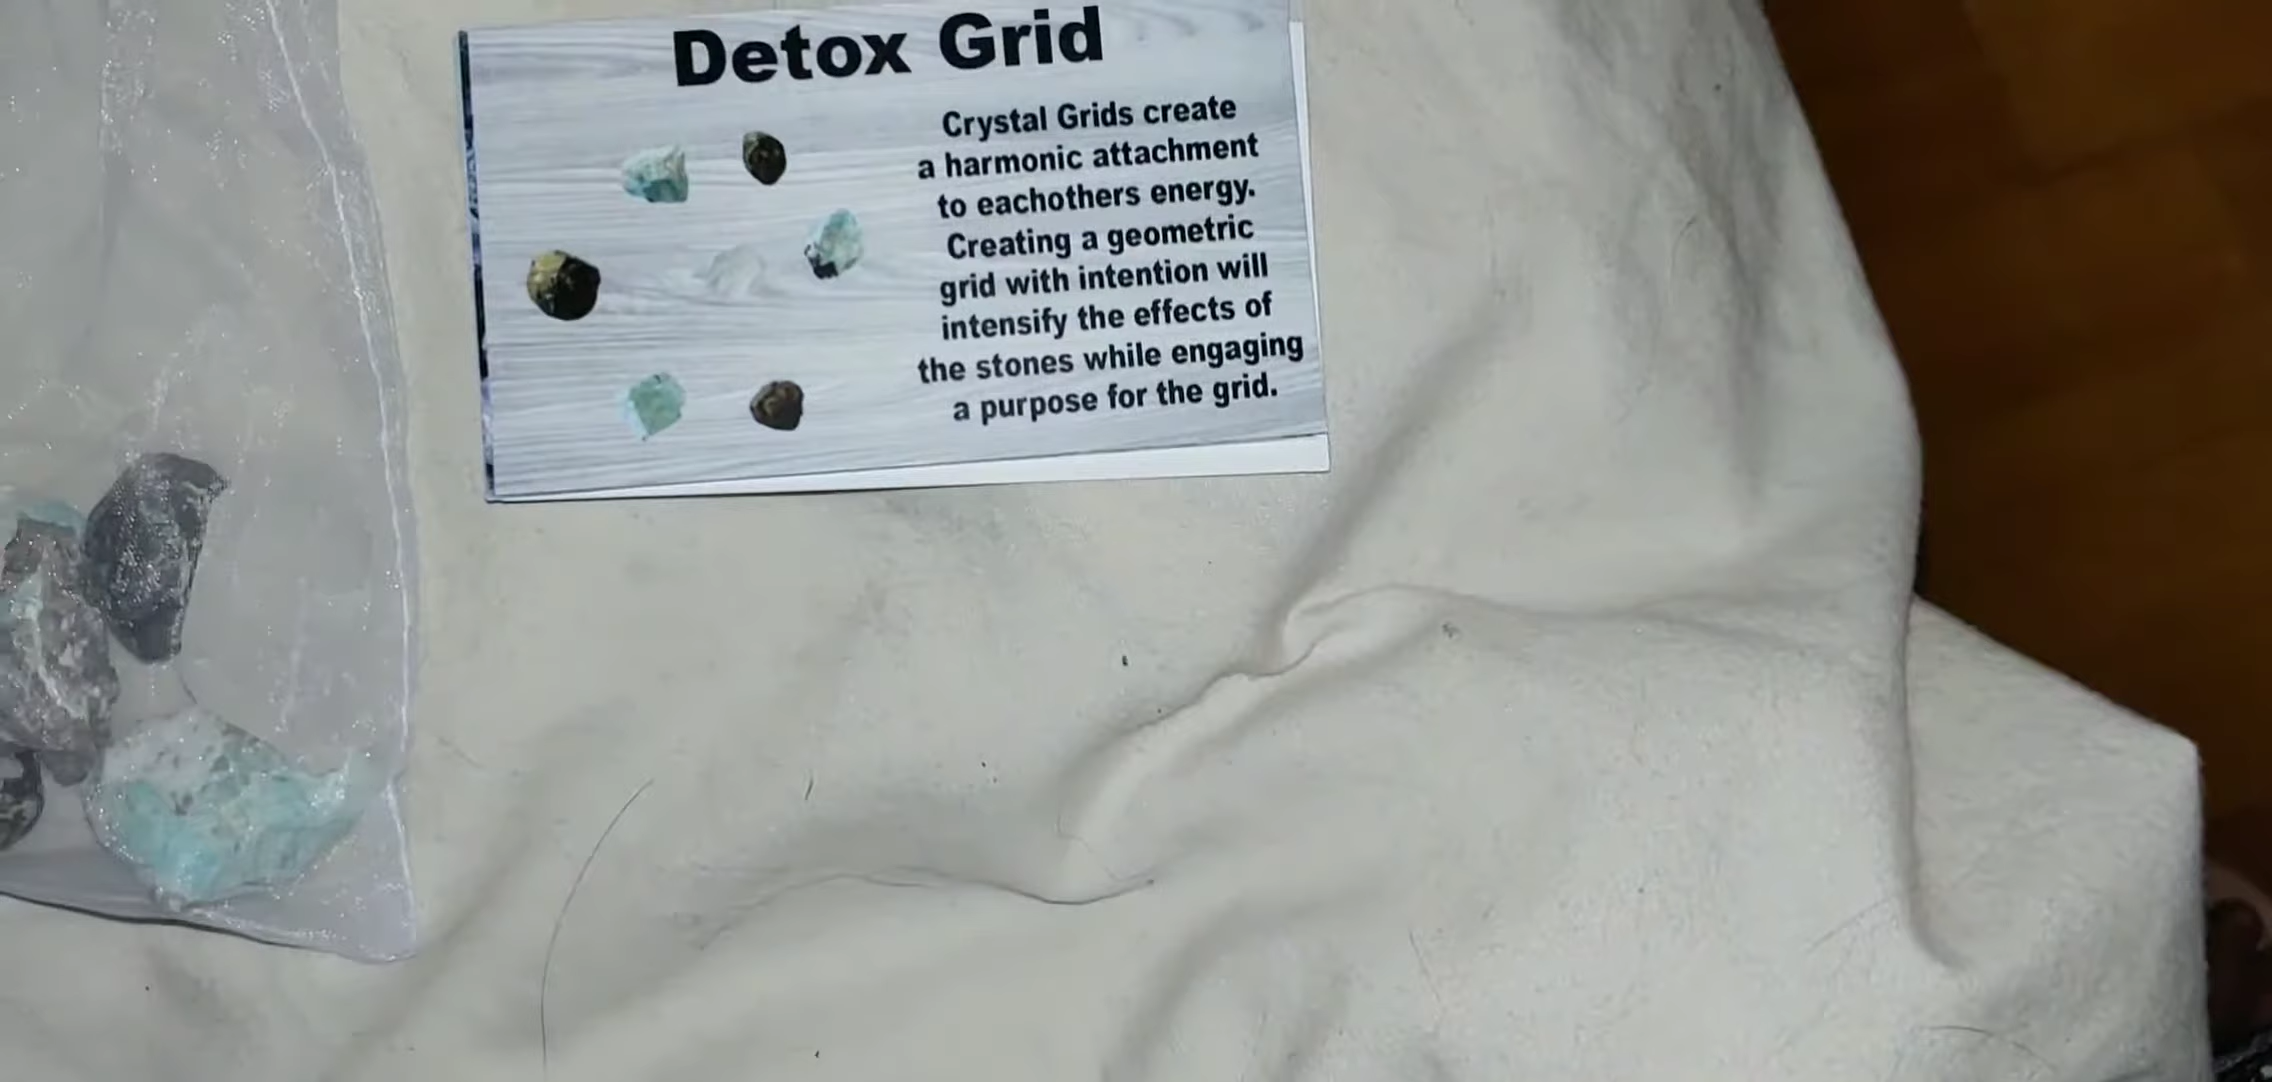 Detox Grid
Crystal Grids create
a harmonic attachment
to eachothers energy.
Creating a geometric
grid with intention will
intensify the effects of
the stones while engaging
a purpose for the grid.